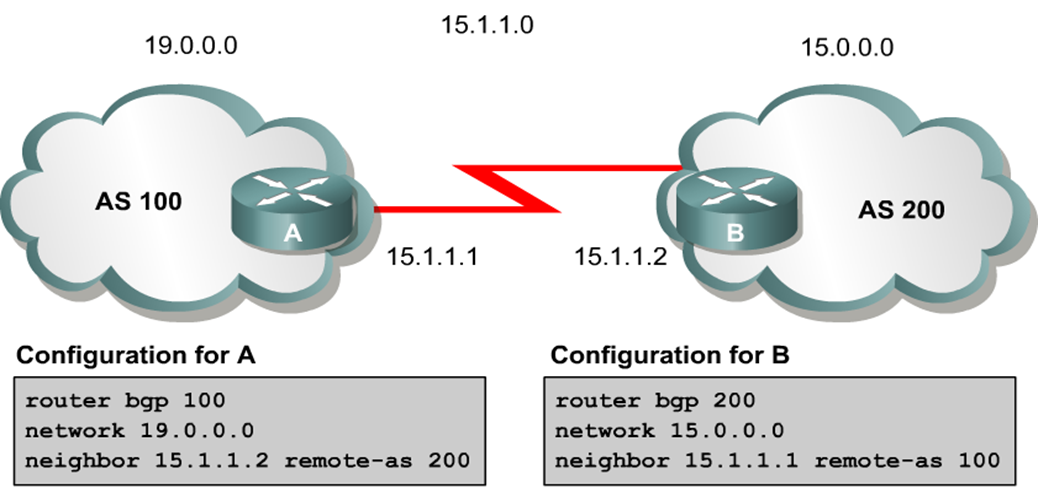 15.1.1.0
19.0.0.0
15.0.0.0
AS 100
A
B
AS 200
15.1.1.1
15.1.1.2
Configuration for A
router bgp 100
network 19.0.0.0
neighbor 15.1.1.2 remote-as 200
Configuration for B
router bgp 200
network 15.0.0.0
neighbor 15.1.1.1 remote-as 100